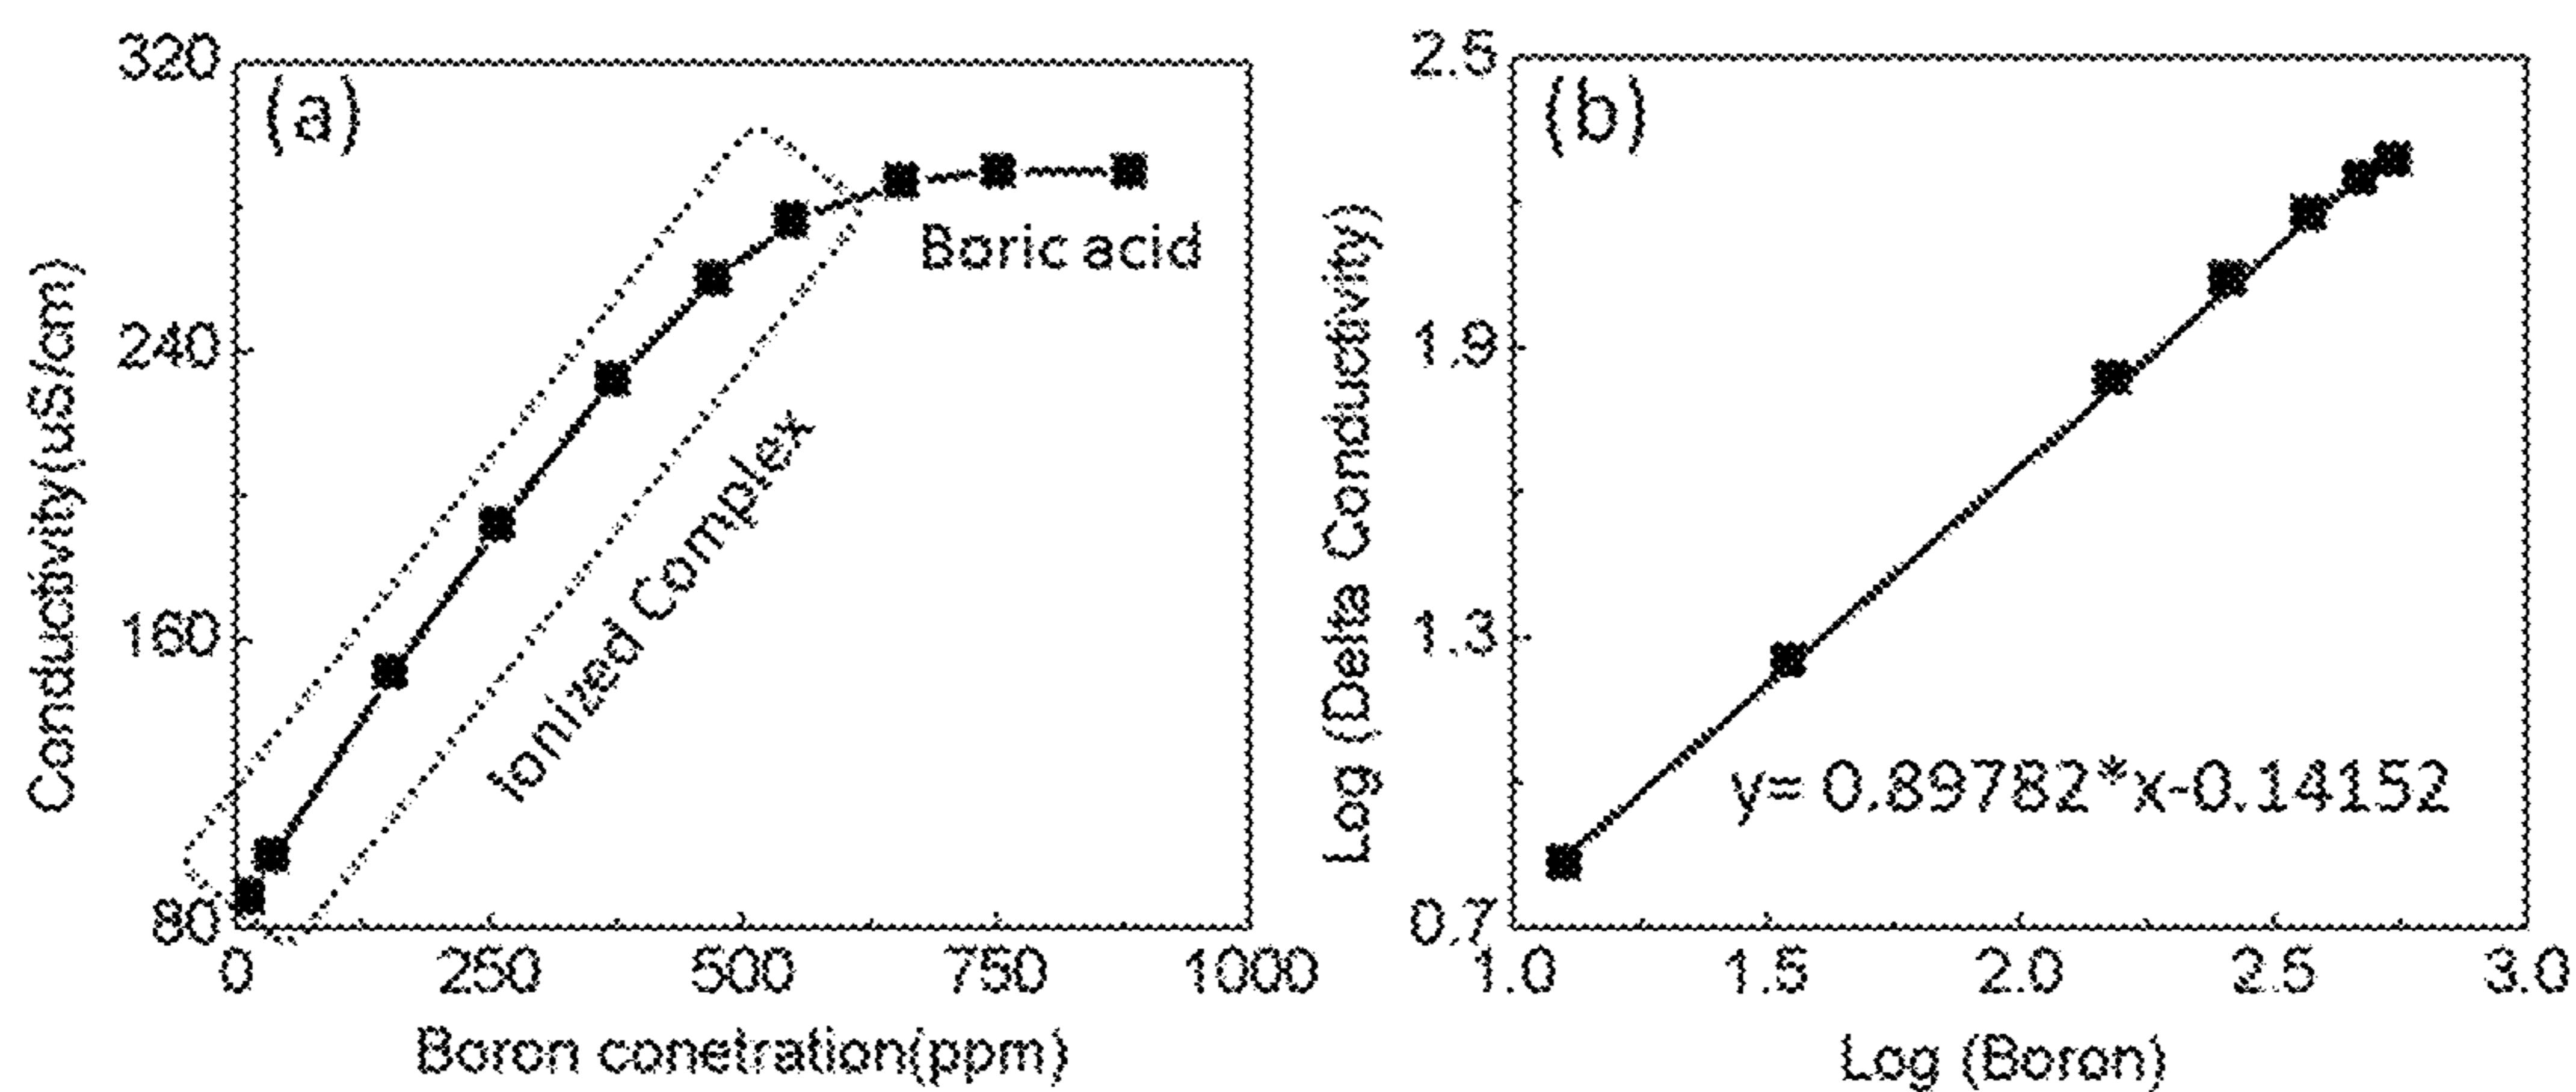 (a)
320
240
160
80
Conductivity(uS/cm)
Boric acid
Ionized Complex
0 250 500 750 1000
Boron conetration(ppm)
(b)
2.5
1.9
1.3
0.7
Log (Delta Conductivity)
y= 0.89782*x-0.14152
1.0 1.5 2.0 2.5 3.0
Log (Boron)